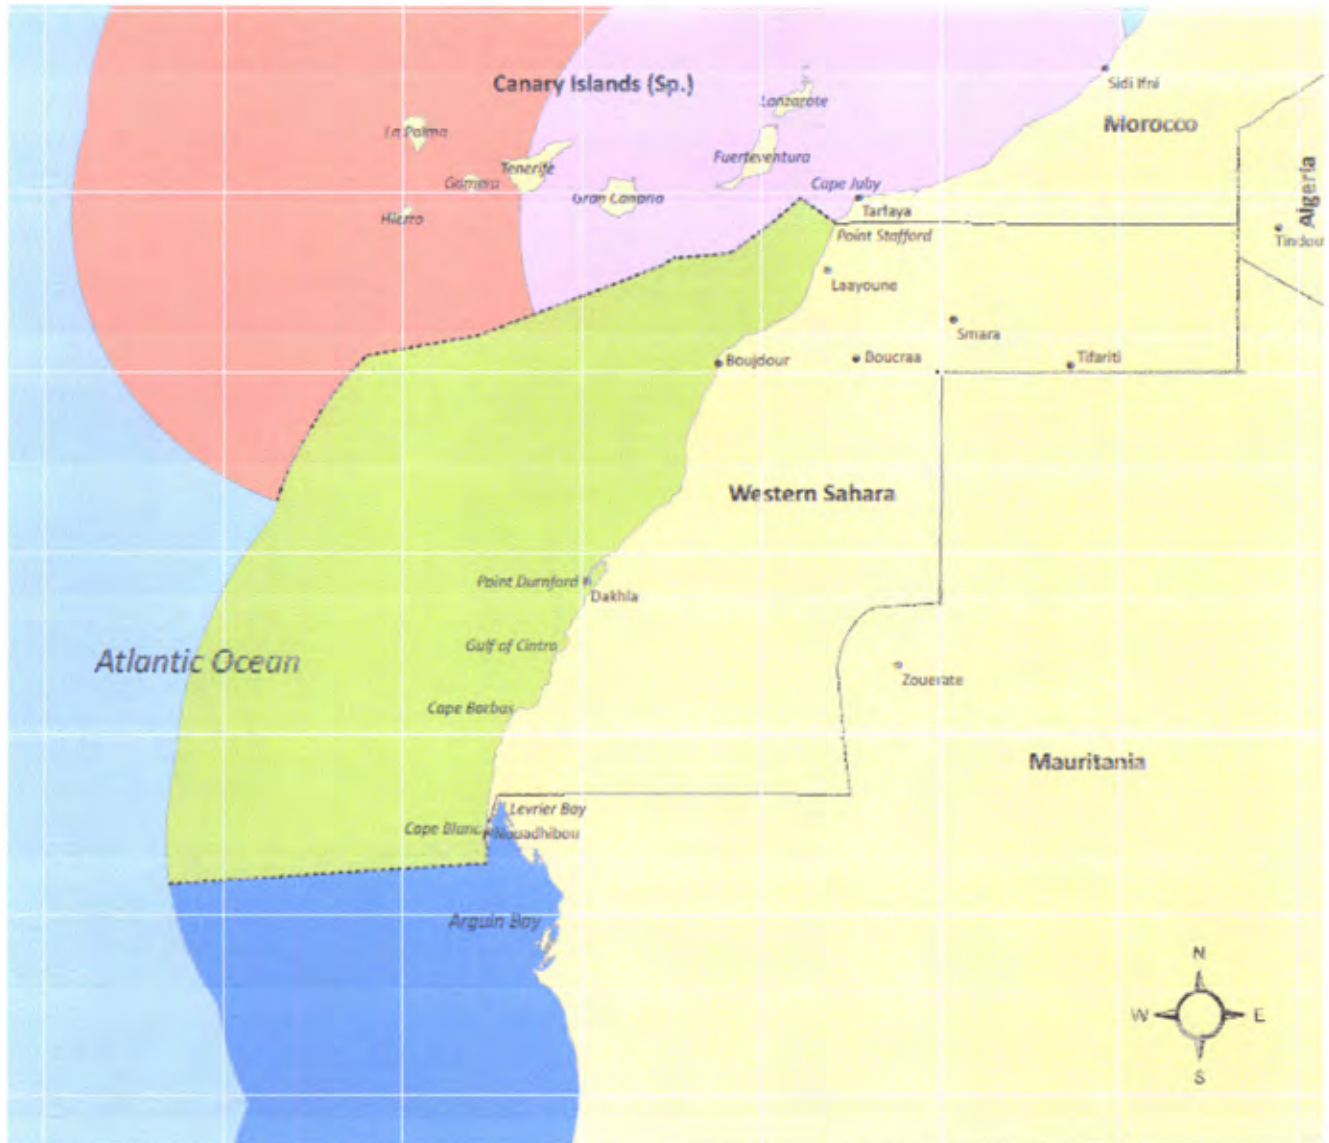 Canary Islands (Sp.)
Sidi Ifni
Lanzarote
Morocco
La Palma
Fuerteventura
Tenerife
Algeria
Gomera
Cape Juby
Gran Canaria
Hierro
Tarfaya
Point Stafford
Tindou
Laayoune
Smara
Boujdour
Boucraa
Tifariti
Western Sahara
Point Durnford
Dakhla
Gulf of Cintra
Atlantic Ocean
Zouerate
Cape Barbas
Mauritania
Levrier Bay
Cape Blanc
Nouadhibou
Arguin Bay
N
W
E
S